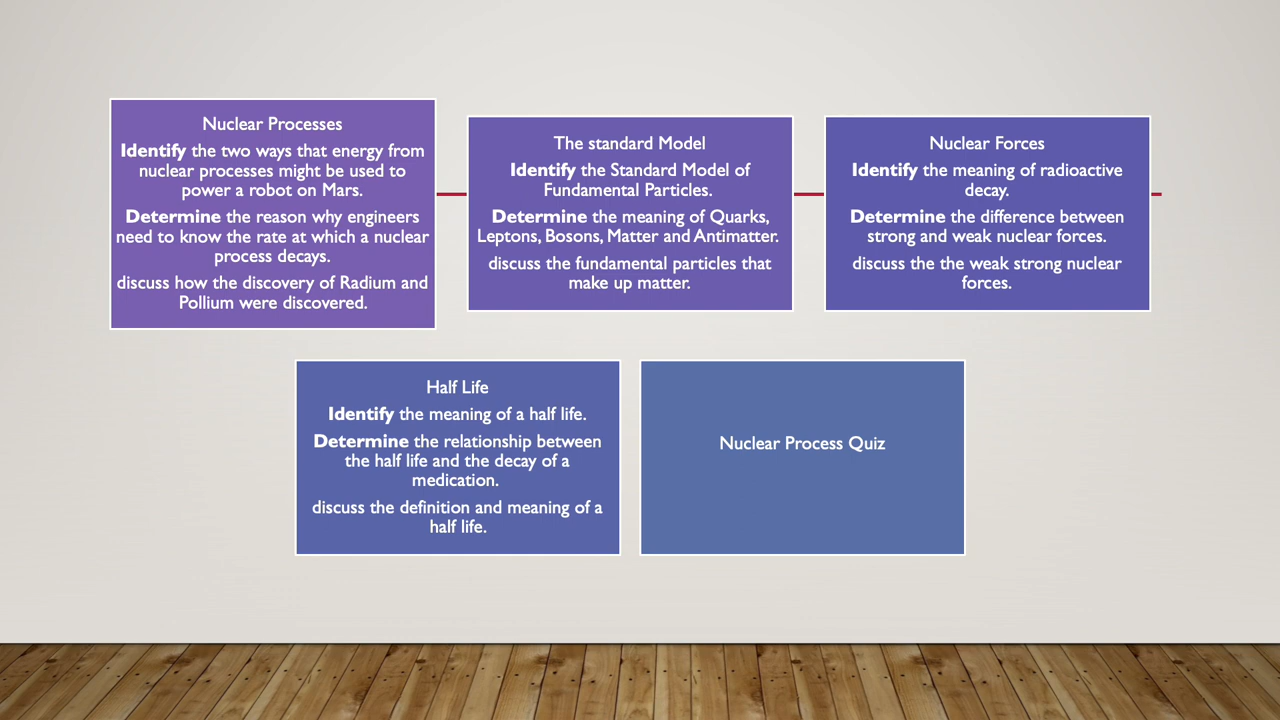 Nuclear Processes
Identify the two ways that energy from
nuclear processes might be used to
power a robot on Mars.
Determine the reason why engineers
need to know the rate at which a nuclear
process decays.
discuss how the discovery of Radium and
Pollium were discovered.
The standard Model
Identify the Standard Model of
Fundamental Particles.
Determine the meaning of Quarks,
Leptons, Bosons, Matter and Antimatter.
discuss the fundamental particles that
make up matter.
Nuclear Forces
Identify the meaning of radioactive
decay.
Determine the difference between
strong and weak nuclear forces.
discuss the the weak strong nuclear
forces.
Half Life
Identify the meaning of a half life.
Determine the relationship between
the half life and the decay of a
medication.
discuss the definition and meaning of a
half life.
Nuclear Process Quiz